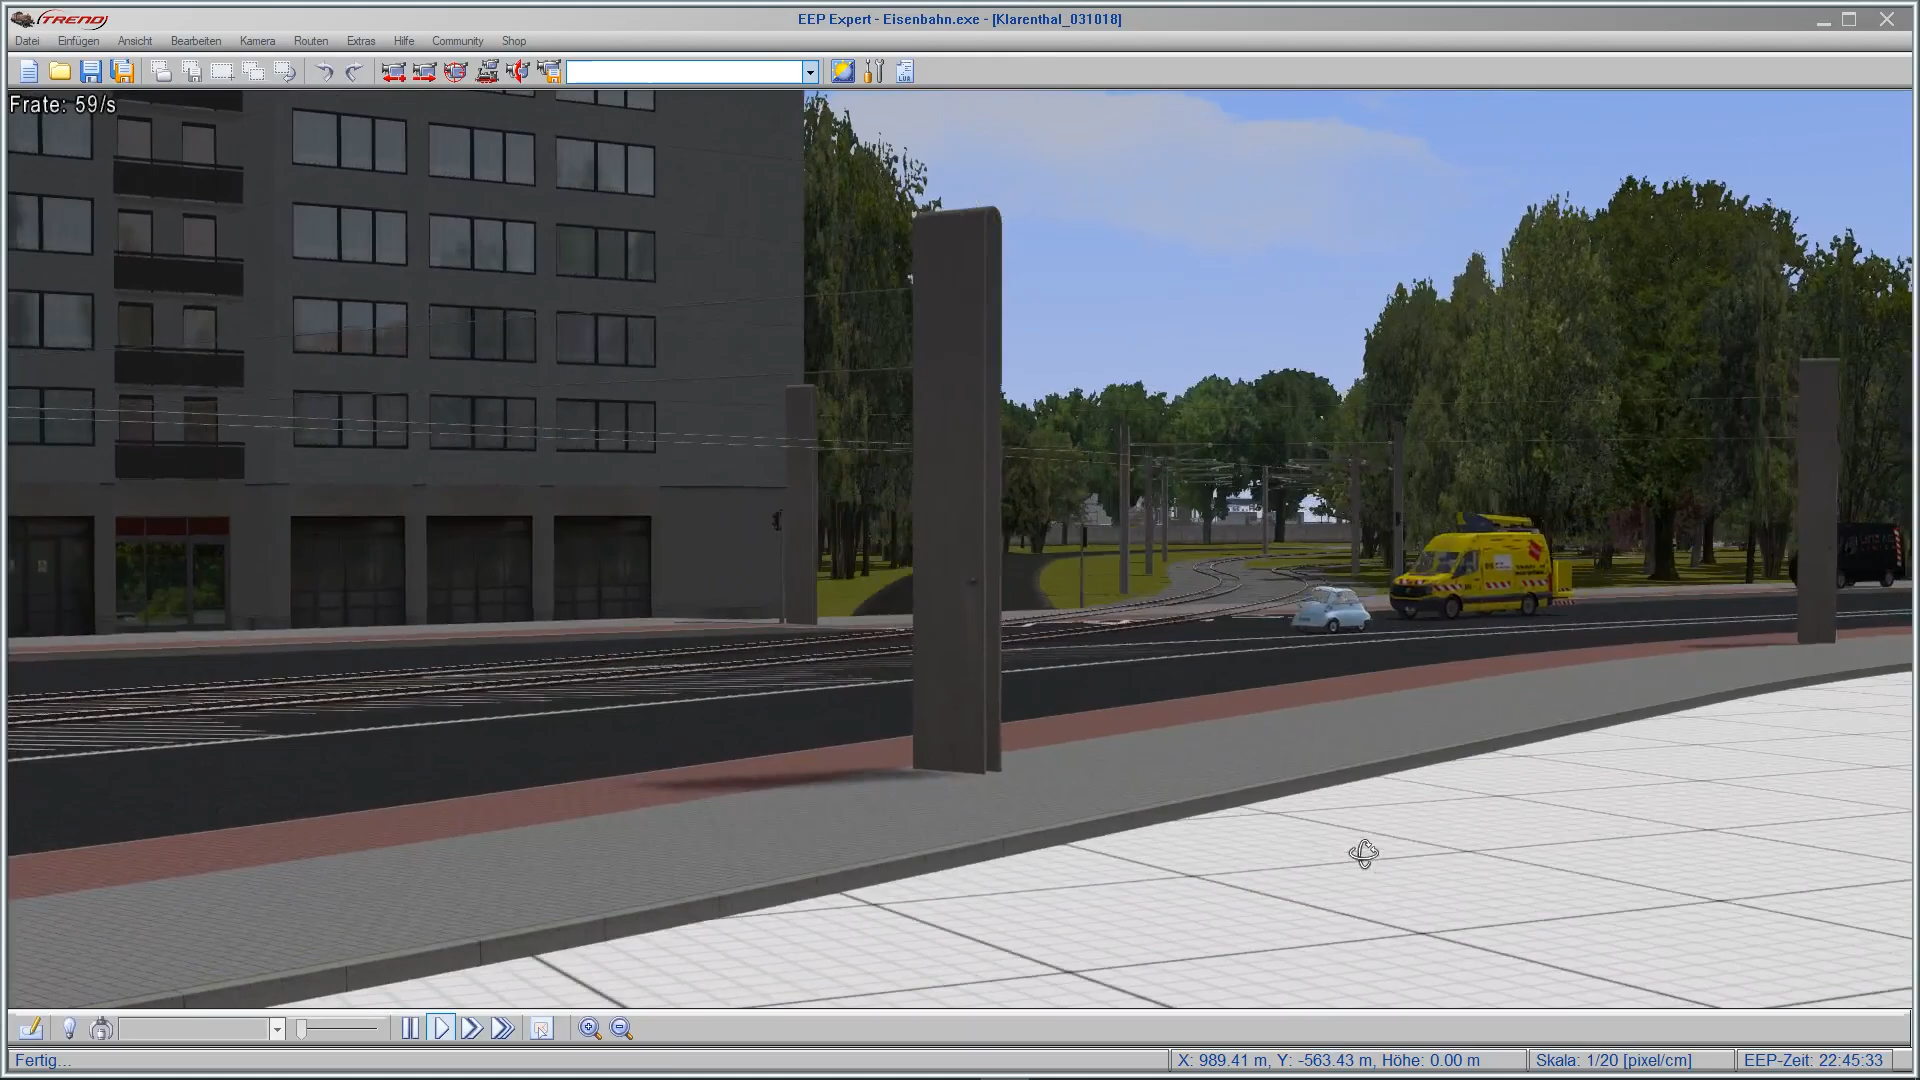 TREND
EEP Expert - Eisenbahn.exe - [Klarenthal_031018]
Datei Einfügen Ansicht Bearbeiten Kamera Routen Extras Hilfe Community Shop
LUA
Frate: 59/s
Fertig...
X: 989.41 m, Y: -563.43 m, Höhe: 0.00 m
Skala: 1/20 [pixel/cm]
EEP-Zeit: 22:45:33